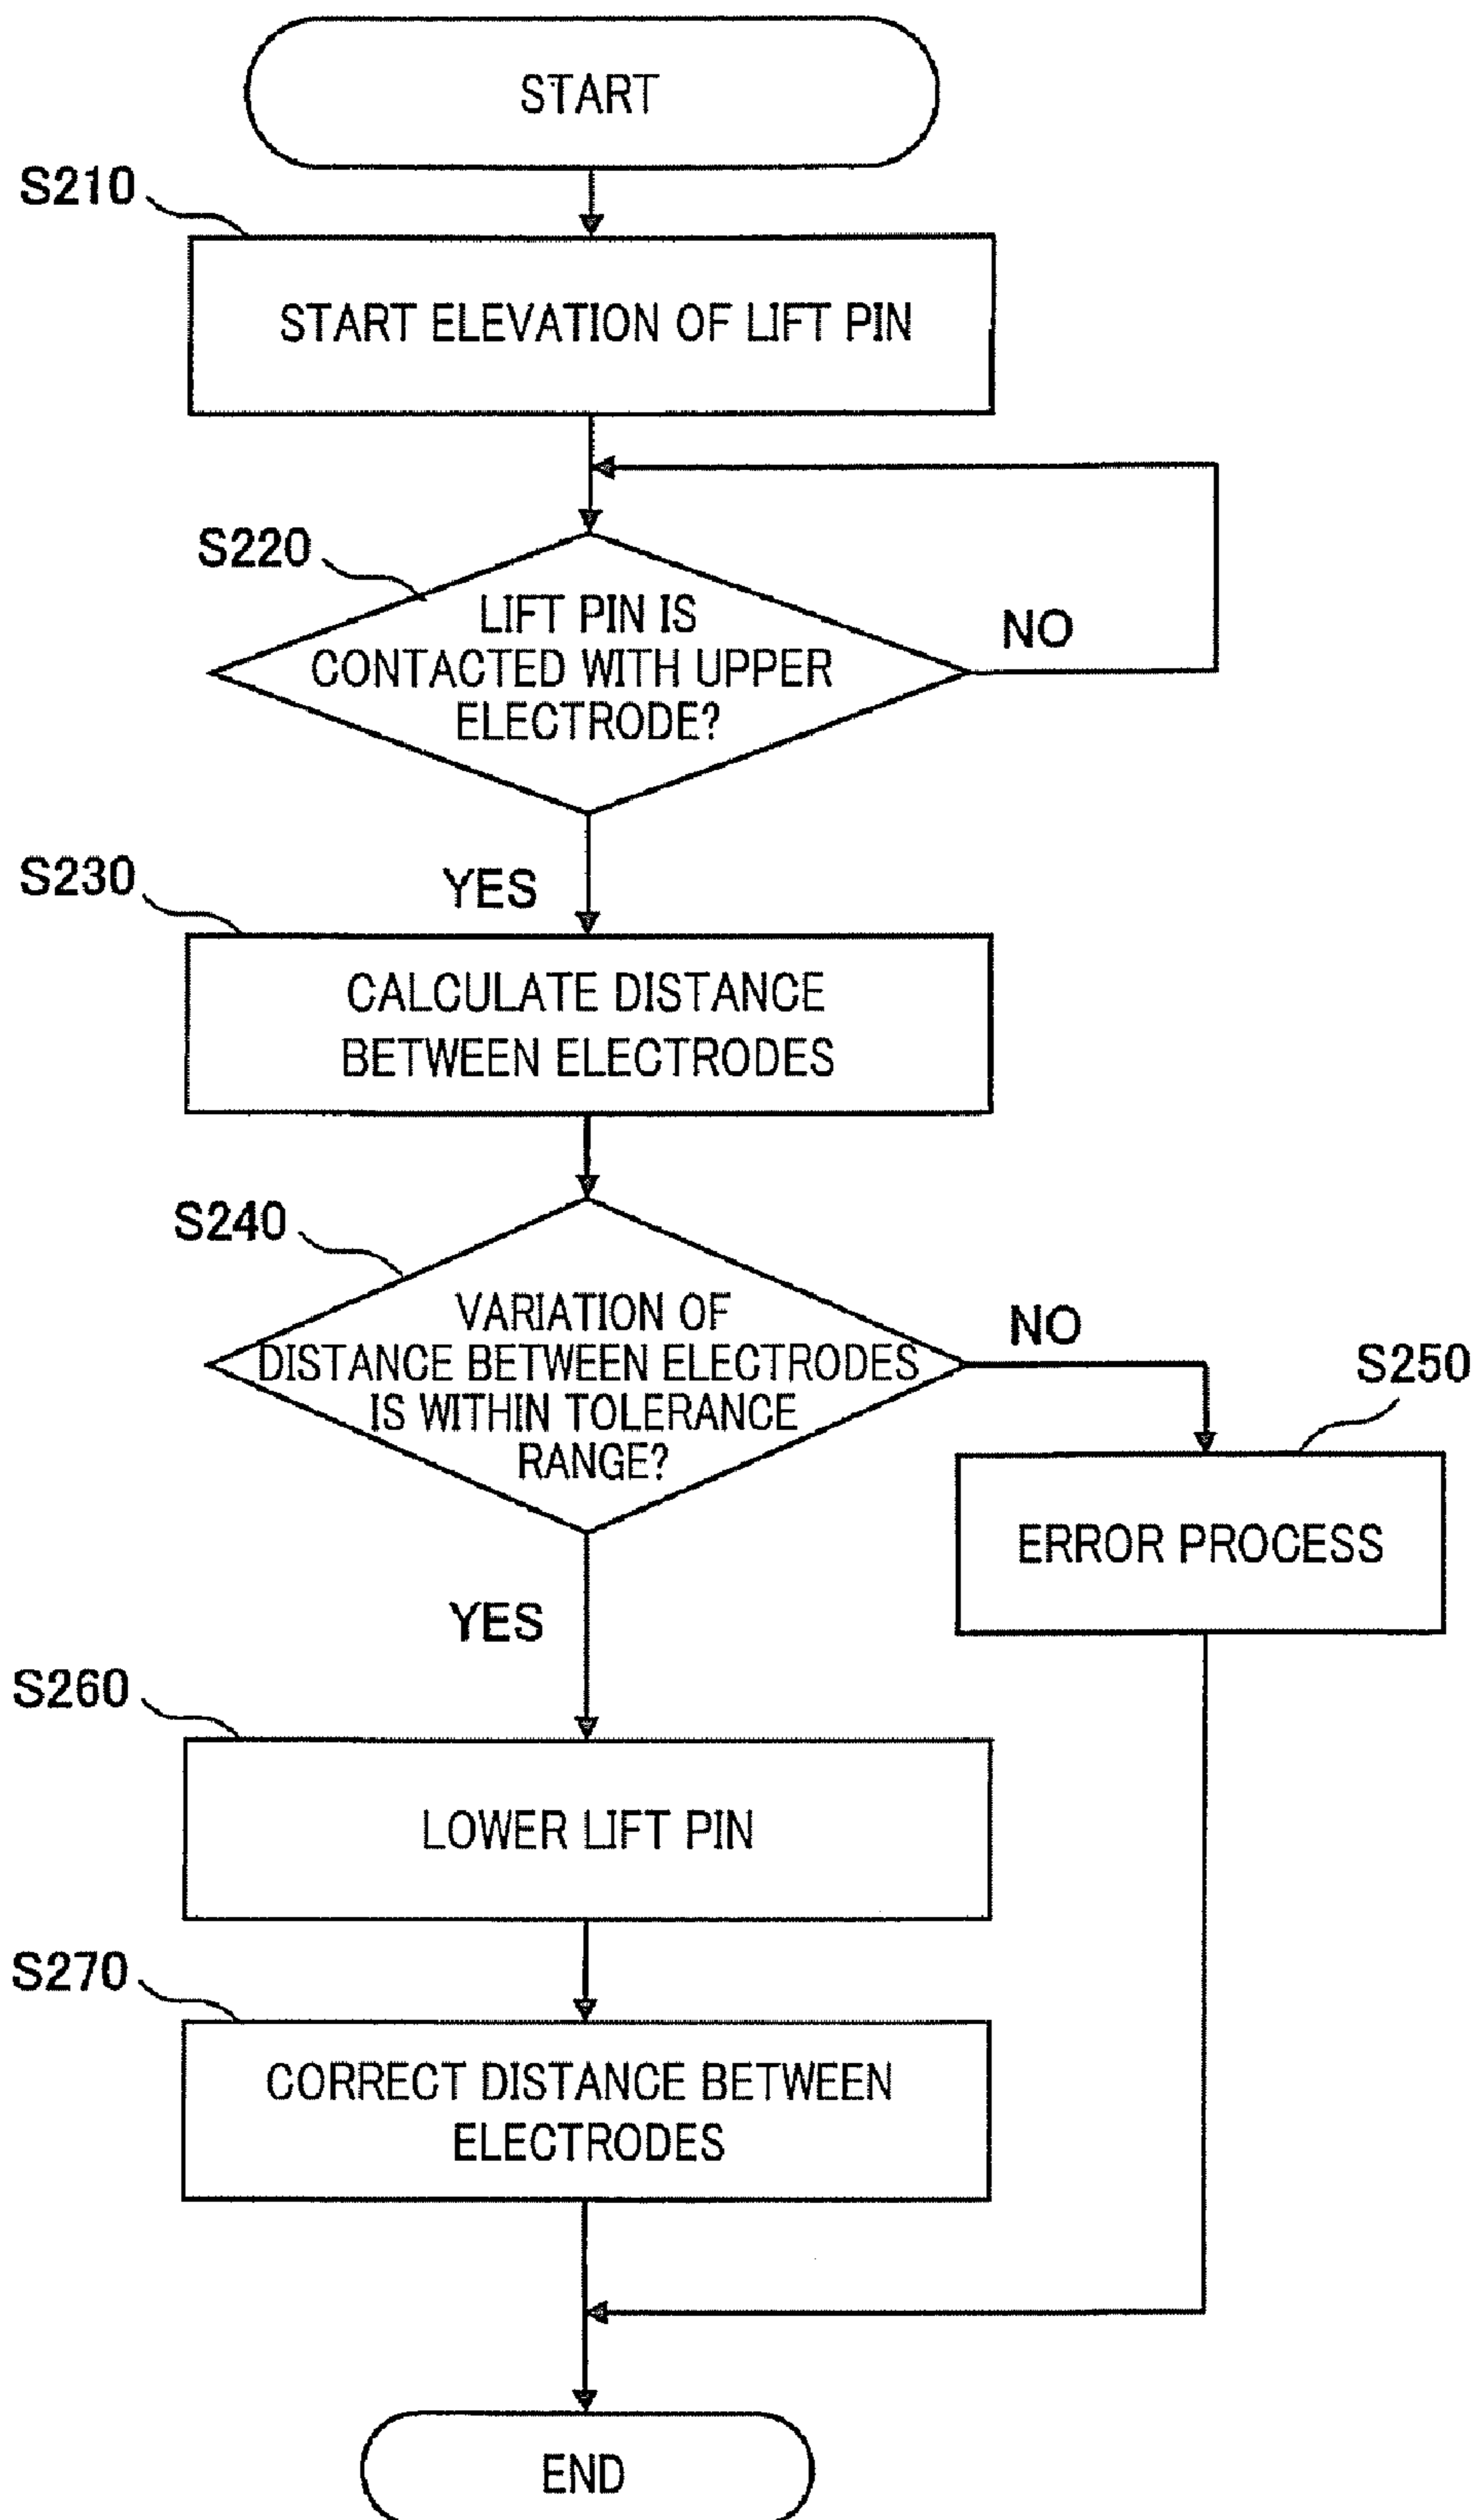 START
S210
START ELEVATION OF LIFT PIN
S220
LIFT PIN IS
CONTACTED WITH UPPER
ELECTRODE?
NO
YES
S230
CALCULATE DISTANCE
BETWEEN ELECTRODES
S240
VARIATION OF
DISTANCE BETWEEN ELECTRODES
IS WITHIN TOLERANCE
RANGE?
NO
S250
ERROR PROCESS
YES
S260
LOWER LIFT PIN
S270
CORRECT DISTANCE BETWEEN
ELECTRODES
END